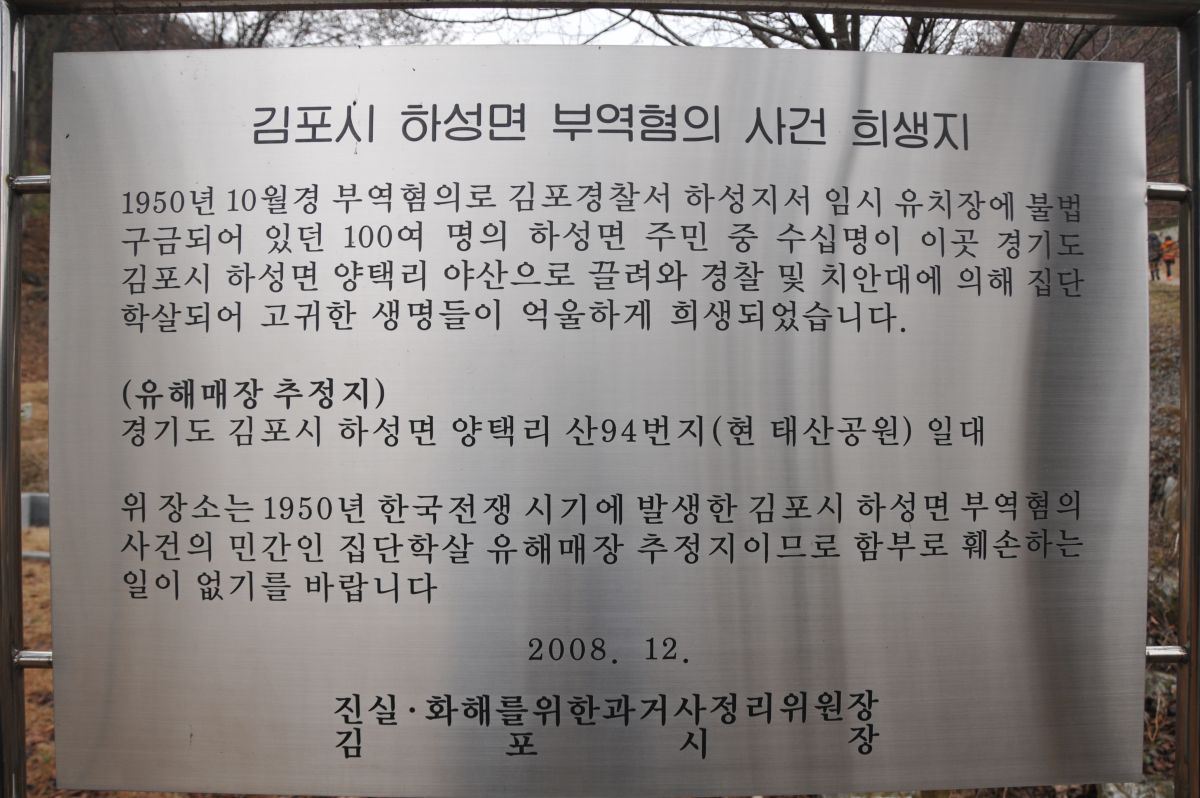 김포시 하성면 부역혐의 사건 희생지
1950년 10월경 부역혐의로 김포경찰서 하성지서 임시 유치장에 불법
구금되어 있던 100여 명의 하성면 주민 중 수십명이 이곳 경기도
김포시 하성면 양택리 야산으로 끌려와 경찰 및 치안대에 의해 집단
학살되어 고귀한 생명들이 억울하게 희생되었습니다.
(유해매장 추정지)
경기도 김포시 하성면 양택리 산94번지(현 태산공원) 일대
위 장소는 1950년 한국전쟁 시기에 발생한 김포시 하성면 부역혐의
사건의 민간인 집단학살 유해매장 추정지이므로 함부로 훼손하는
일이 없기를 바랍니다
2008. 12.
진실·화해를위한과거사정리위원장
김 포 시 장